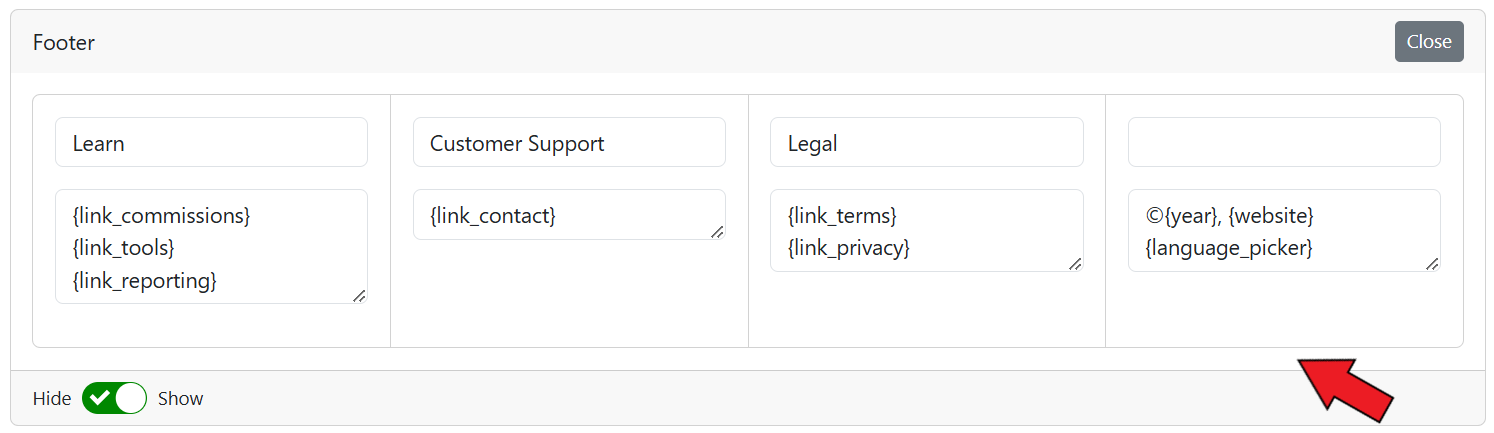 Footer
Close
Learn
{link_commissions}
{link_tools}
{link_reporting}
Customer Support
{link_contact}
Legal
{link_terms}
{link_privacy}
©{year}, {website}
{language_picker}
Hide
Show